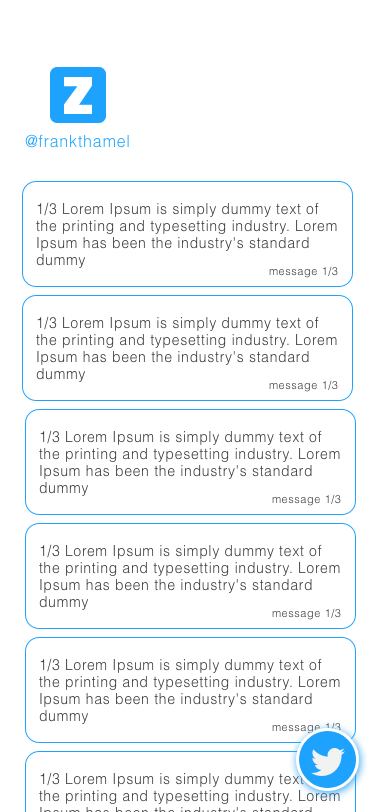 Z
@frankthamel
1/3 Lorem Ipsum is simply dummy text of
the printing and typesetting industry. Lorem
Ipsum has been the industry's standard
dummy
message 1/3
1/3 Lorem Ipsum is simply dummy text of
the printing and typesetting industry. Lorem
Ipsum has been the industry's standard
dummy
message 1/3
1/3 Lorem Ipsum is simply dummy text of
the printing and typesetting industry. Lorem
Ipsum has been the industry's standard
dummy
message 1/3
1/3 Lorem Ipsum is simply dummy text of
the printing and typesetting industry. Lorem
Ipsum has been the industry's standard
dummy
message 1/3
1/3 Lorem Ipsum is simply dummy text of
the printing and typesetting industry. Lorem
Ipsum has been the industry's standard
dummy
message 1/3
1/3 Lorem Ipsum is simply dummy text
the printing and typesetting industry. Lorem
Ipsum has been the industry's standard